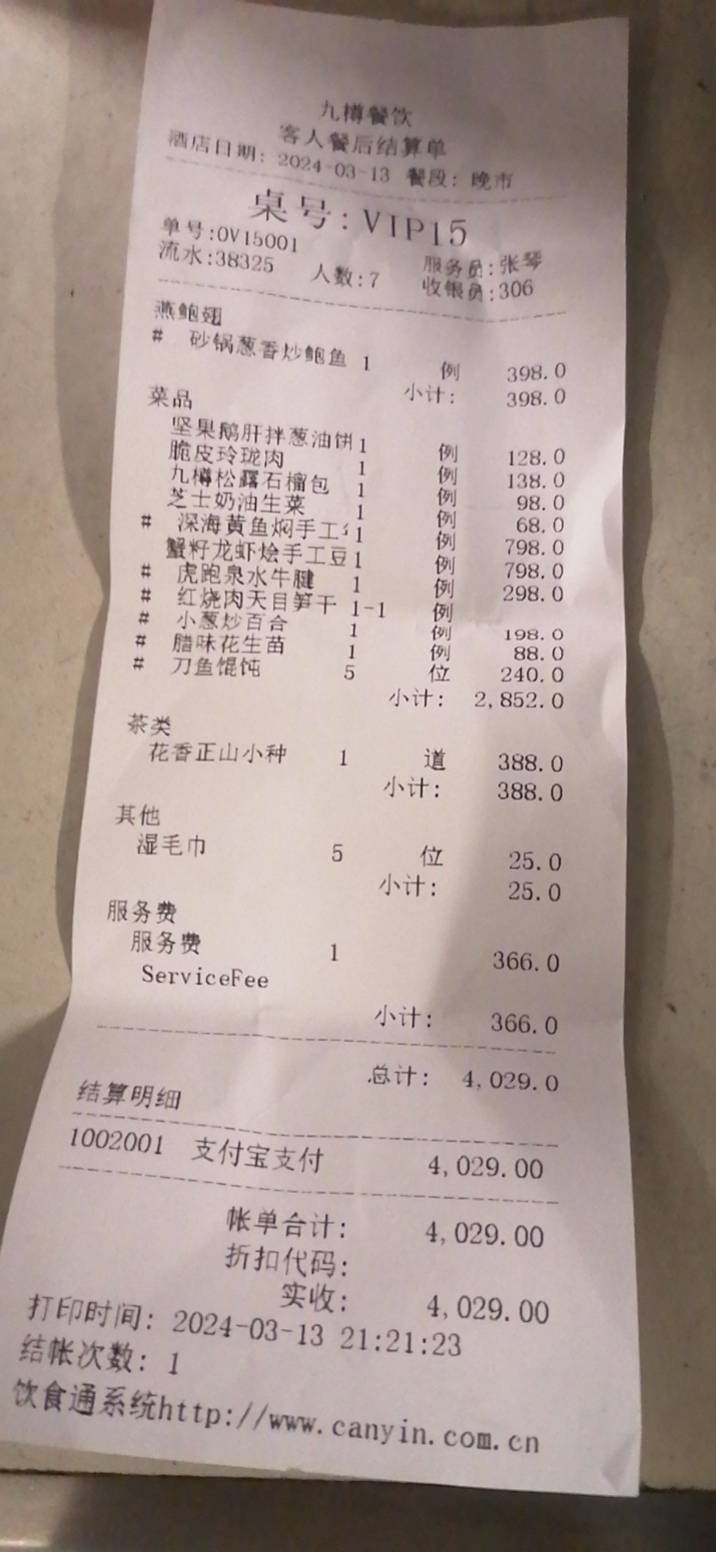 九樽餐饮
客人餐后结算单
酒店日期: 2024-03-13 餐段: 晚市
桌号: VIP15
单号:OV15001 服务员:张琴
流水:38325 人数:7 收银员:306
燕鲍翅
# 砂锅葱香炒鲍鱼 1 例 398.0
小计: 398.0
菜品
坚果鹅肝拌葱油饼 1 例 128.0
脆皮玲珑肉 1 例 138.0
九樽松露石榴包 1 例 98.0
芝士奶油生菜 1 例 68.0
# 深海黄鱼焖手工 1 例 798.0
蟹籽龙虾烩手工豆 1 例 798.0
# 虎跑泉水牛腱 1 例 298.0
# 红烧肉天目笋干 1-1 例
# 小葱炒百合 1 例 198.0
# 腊味花生苗 1 例 88.0
# 刀鱼馄饨 5 位 240.0
小计: 2,852.0
茶类
花香正山小种 1 道 388.0
小计: 388.0
其他
湿毛巾 5 位 25.0
小计: 25.0
服务费
服务费 1 366.0
ServiceFee
小计: 366.0
总计: 4,029.0
结算明细
1002001 支付宝支付 4,029.00
帐单合计: 4,029.00
折扣代码:
实收: 4,029.00
打印时间: 2024-03-13 21:21:23
结帐次数: 1
饮食通系统http://www.canyin.com.cn